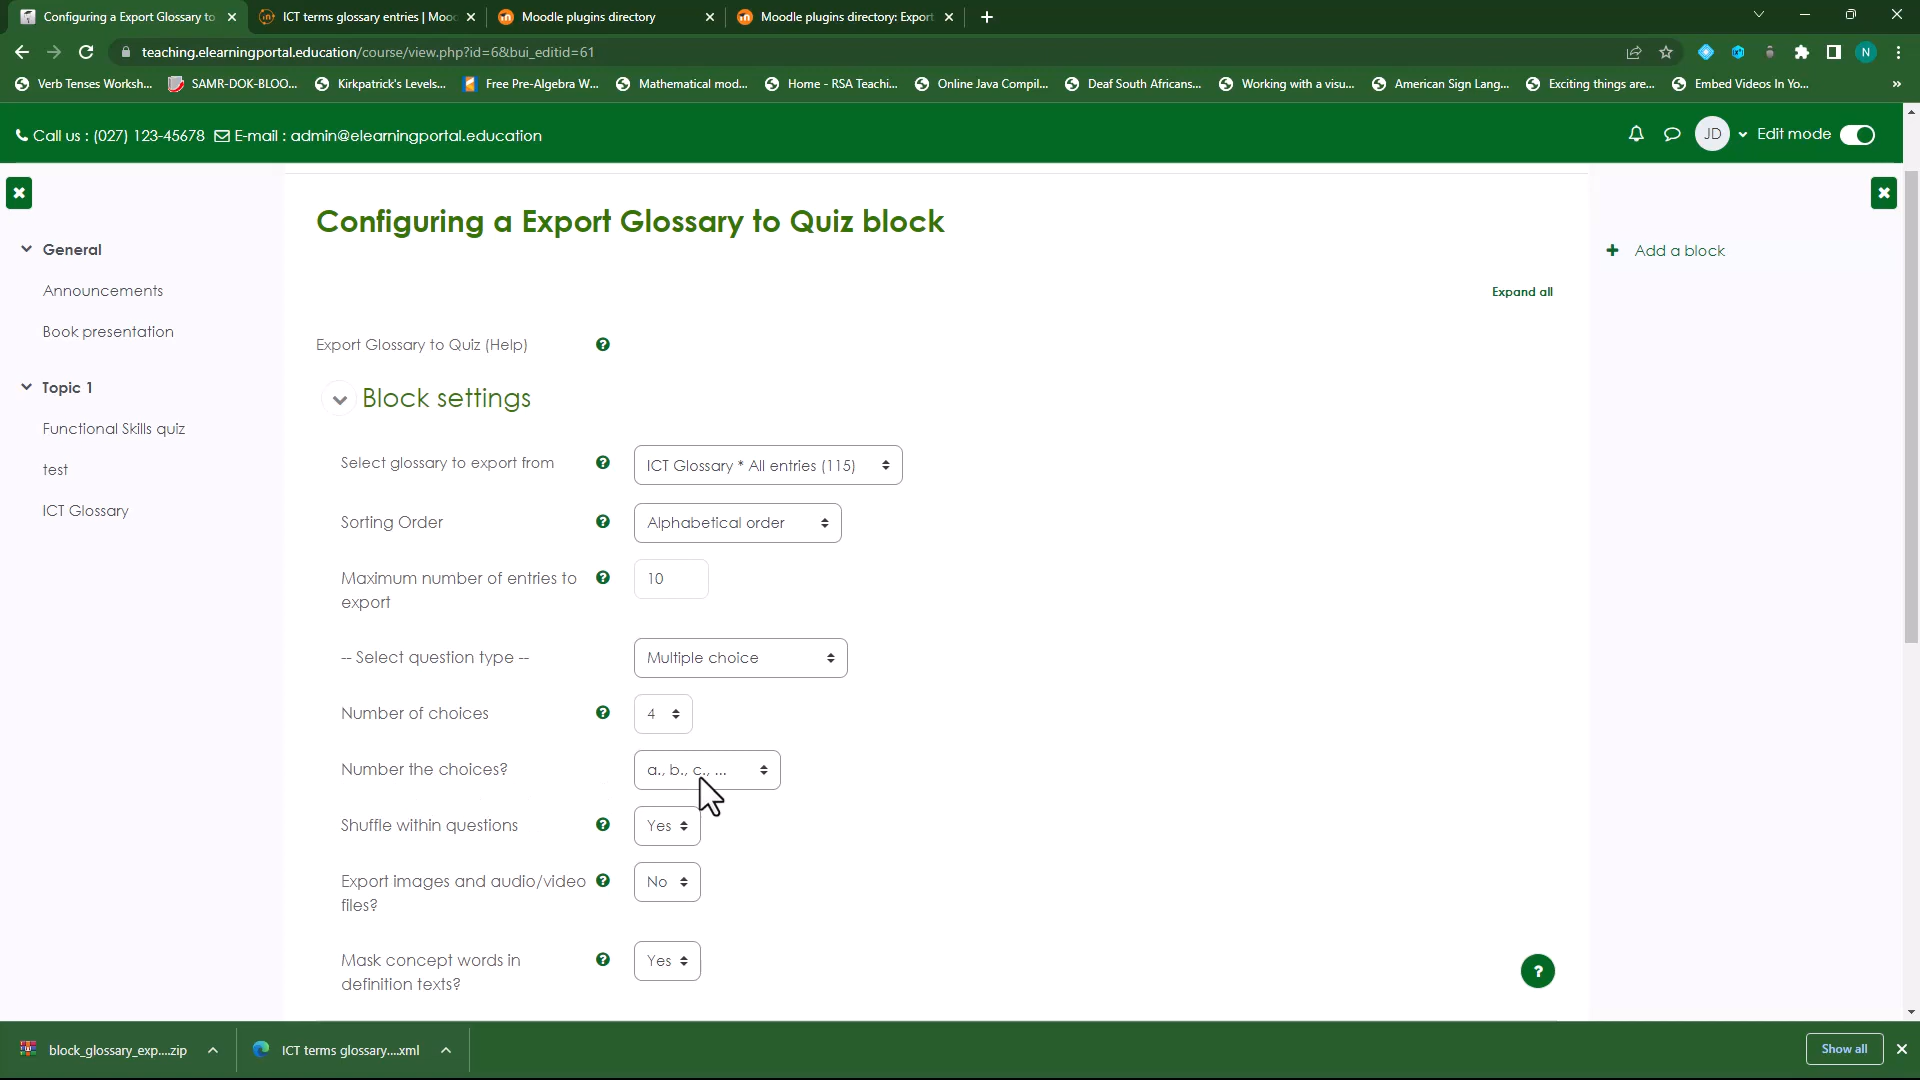 Configuring a Export Glossary to
ICT terms glossary entries | Mooc
Moodle plugins directory
Moodle plugins directory: Export
teaching.elearningportal.education/course/view.php?id=6&bui_editid=61
N
Verb Tenses Worksh...
SAMR-DOK-BLOO...
Kirkpatrick's Levels...
Free Pre-Algebra W...
Mathematical mod...
Home - RSA Teachi...
Online Java Compil...
Deaf South Africans...
Working with a visu...
American Sign Lang...
Exciting things are...
Embed Videos In Yo...
»
Call us : (027) 123-45678 E-mail : admin@elearningportal.education
JD Edit mode
Configuring a Export Glossary to Quiz block
General
Announcements
Book presentation
Topic 1
Functional Skills quiz
test
ICT Glossary
+ Add a block
Expand all
Export Glossary to Quiz (Help) ?
Block settings
Select glossary to export from ? ICT Glossary * All entries (115)
Sorting Order ? Alphabetical order
Maximum number of entries to ? 10
export
-- Select question type -- Multiple choice
Number of choices ? 4
Number the choices? a., b., c., ...
Shuffle within questions ? Yes
Export images and audio/video ? No
files?
Mask concept words in ? Yes
definition texts?
?
block_glossary_exp....zip
ICT terms glossary....xml
Show all